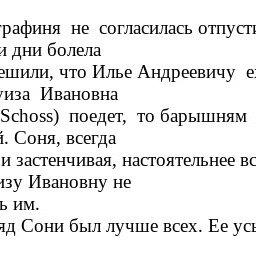 графиня не согласилась отпусти
и дни болела
ешили, что Илье Андреевичу е
уиза Ивановна
Schoss) поедет, то барышням
й. Соня, всегда
и застенчивая, настоятельнее вс
изу Ивановну не
ь им.
яд Сони был лучше всех. Ее усы